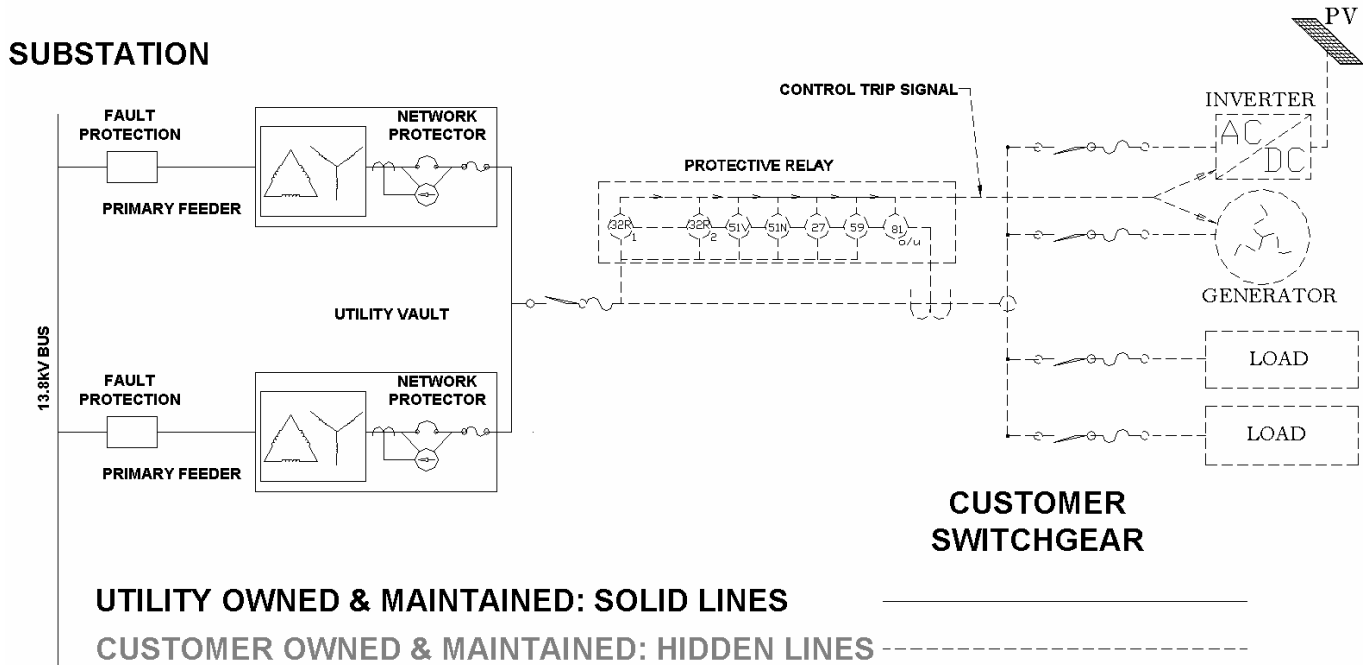 PV
SUBSTATION
CONTROL TRIP SIGNAL
INVERTER
FAULT
PROTECTION
NETWORK
PROTECTOR
AC
DC
PROTECTIVE RELAY
PRIMARY FEEDER
32R
1
32R
2
51V
51N
27
59
81
o/u
GENERATOR
UTILITY VAULT
13.8kV BUS
LOAD
FAULT
PROTECTION
NETWORK
PROTECTOR
LOAD
PRIMARY FEEDER
CUSTOMER
SWITCHGEAR
UTILITY OWNED & MAINTAINED: SOLID LINES
CUSTOMER OWNED & MAINTAINED: HIDDEN LINES